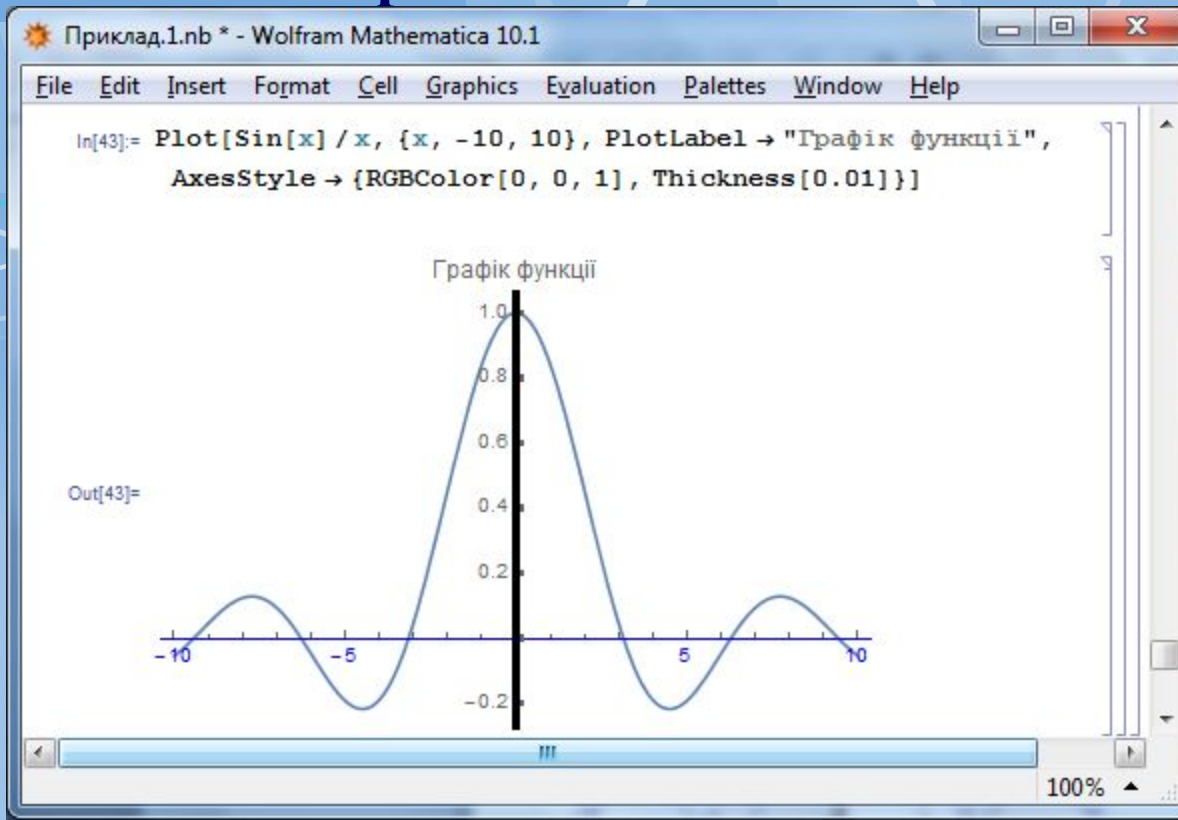 Приклад.1.nb * - Wolfram Mathematica 10.1
File Edit Insert Format Cell Graphics Evaluation Palettes Window Help
In[43]:= Plot[Sin[x] / x, {x, -10, 10}, PlotLabel → "Графік функції",
AxesStyle → {RGBColor[0, 0, 1], Thickness[0.01]}]
Графік функції
1.0
0.8
0.6
Out[43]=
0.4
0.2
-10 -5 5 10
-0.2
100%